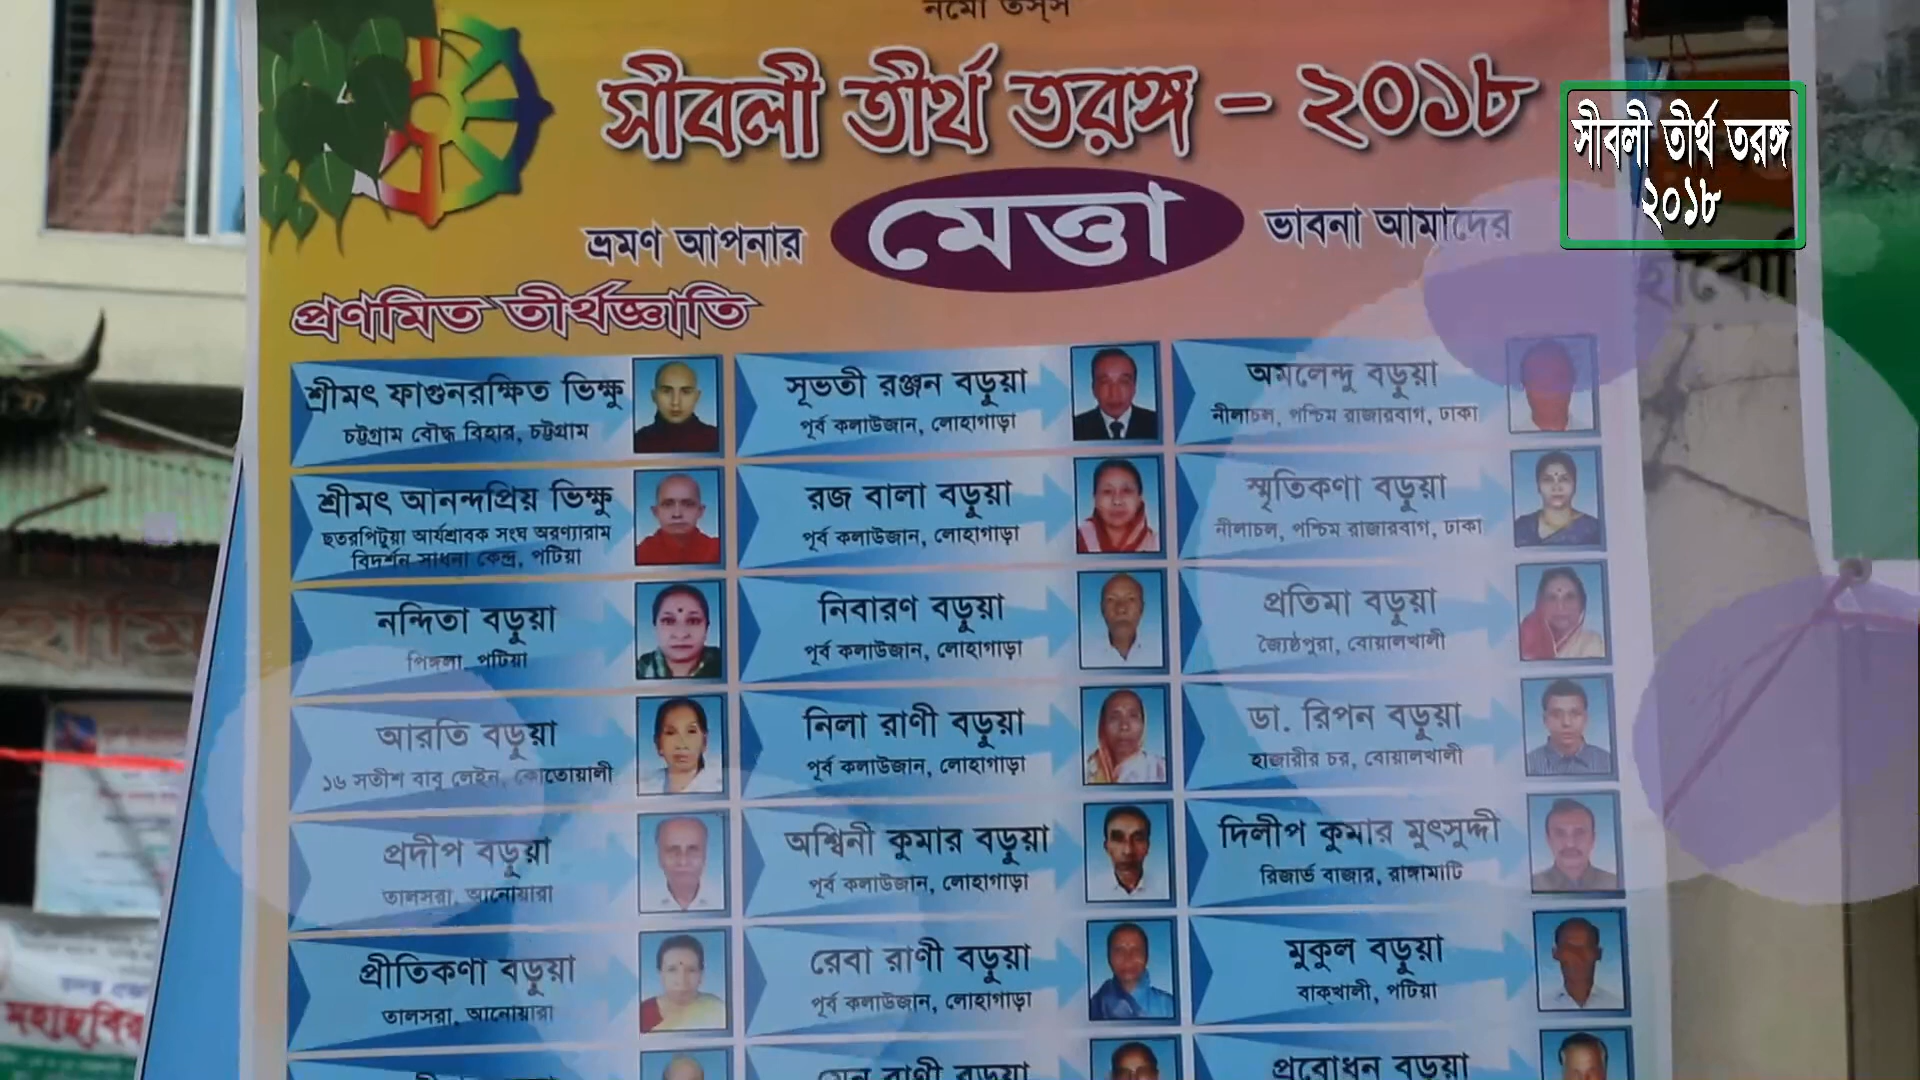 নমো তস্স
সীবলী তীর্থ তরঙ্গ - ২০১৮
সীবলী তীর্থ তরঙ্গ
২০১৮
ভ্রমণ আপনার মেত্তা ভাবনা আমাদের
প্রণমিত তীর্থজ্ঞাতি
শ্রীমৎ ফাগুনরক্ষিত ভিক্ষু
চট্টগ্রাম বৌদ্ধ বিহার, চট্টগ্রাম
সূভতী রঞ্জন বড়ুয়া
পূর্ব কলাউজান, লোহাগাড়া
অমলেন্দু বড়ুয়া
নীলাচল, পশ্চিম রাজারবাগ, ঢাকা
শ্রীমৎ আনন্দপ্রিয় ভিক্ষু
ছতরপিটুয়া আর্যশ্রাবক সংঘ অরণ্যারাম
বিদর্শন সাধনা কেন্দ্র, পটিয়া
রজ বালা বড়ুয়া
পূর্ব কলাউজান, লোহাগাড়া
স্মৃতিকণা বড়ুয়া
নীলাচল, পশ্চিম রাজারবাগ, ঢাকা
নন্দিতা বড়ুয়া
পিঙ্গলা, পটিয়া
নিবারণ বড়ুয়া
পূর্ব কলাউজান, লোহাগাড়া
প্রতিমা বড়ুয়া
জ্যৈষ্ঠপুরা, বোয়ালখালী
আরতি বড়ুয়া
১৬ সতীশ বাবু লেইন, কোতোয়ালী
নিলা রাণী বড়ুয়া
পূর্ব কলাউজান, লোহাগাড়া
ডা. রিপন বড়ুয়া
হাজারীর চর, বোয়ালখালী
প্রদীপ বড়ুয়া
তালসরা, আনোয়ারা
অশ্বিনী কুমার বড়ুয়া
পূর্ব কলাউজান, লোহাগাড়া
দিলীপ কুমার মুৎসুদ্দী
রিজার্ভ বাজার, রাঙ্গামাটি
প্রীতিকণা বড়ুয়া
তালসরা, আনোয়ারা
রেবা রাণী বড়ুয়া
পূর্ব কলাউজান, লোহাগাড়া
মুকুল বড়ুয়া
বাক্‌খালী, পটিয়া
রাণী বড়ুয়া
প্রবোধন বড়ুয়া